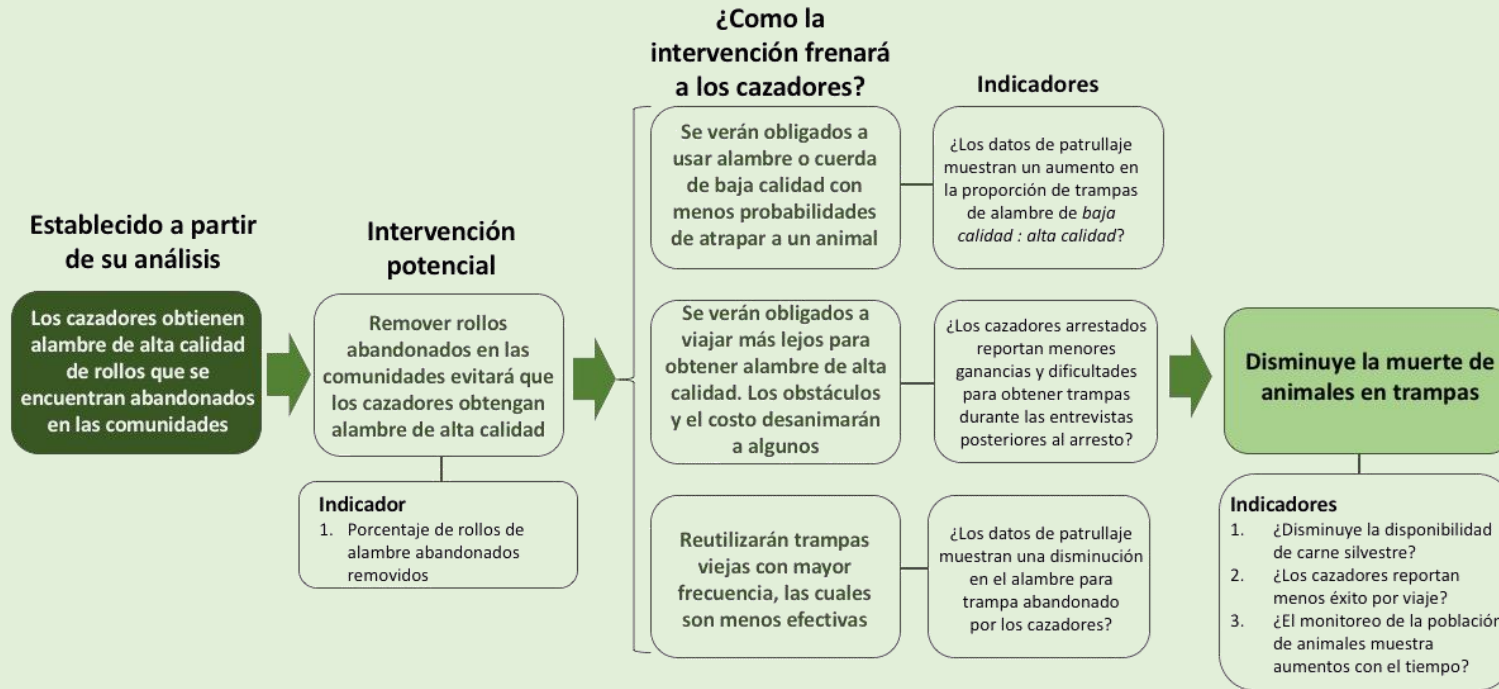 Establecido a partir
de su análisis
Los cazadores obtienen
alambre de alta calidad
de rollos que se
encuentran abandonados
en las comunidades
Intervención
potencial
Remover rollos
abandonados en las
comunidades evitará que
los cazadores obtengan
alambre de alta calidad
Indicador
1. Porcentaje de rollos de
alambre abandonados
removidos
¿Como la
intervención frenará
a los cazadores?
Indicadores
Se verán obligados a
usar alambre o cuerda
de baja calidad con
menos probabilidades
de atrapar a un animal
¿Los datos de patrullaje
muestran un aumento en
la proporción de trampas
de alambre de baja
calidad : alta calidad?
Se verán obligados a
viajar más lejos para
obtener alambre de alta
calidad. Los obstáculos
y el costo desanimarán
a algunos
¿Los cazadores arrestados
reportan menores
ganancias y dificultades
para obtener trampas
durante las entrevistas
posteriores al arresto?
Reutilizarán trampas
viejas con mayor
frecuencia, las cuales
son menos efectivas
¿Los datos de patrullaje
muestran una disminución
en el alambre para
trampa abandonado
por los cazadores?
Disminuye la muerte de
animales en trampas
Indicadores
1. ¿Disminuye la disponibilidad
de carne silvestre?
2. ¿Los cazadores reportan
menos éxito por viaje?
3. ¿El monitoreo de la población
de animales muestra
aumentos con el tiempo?